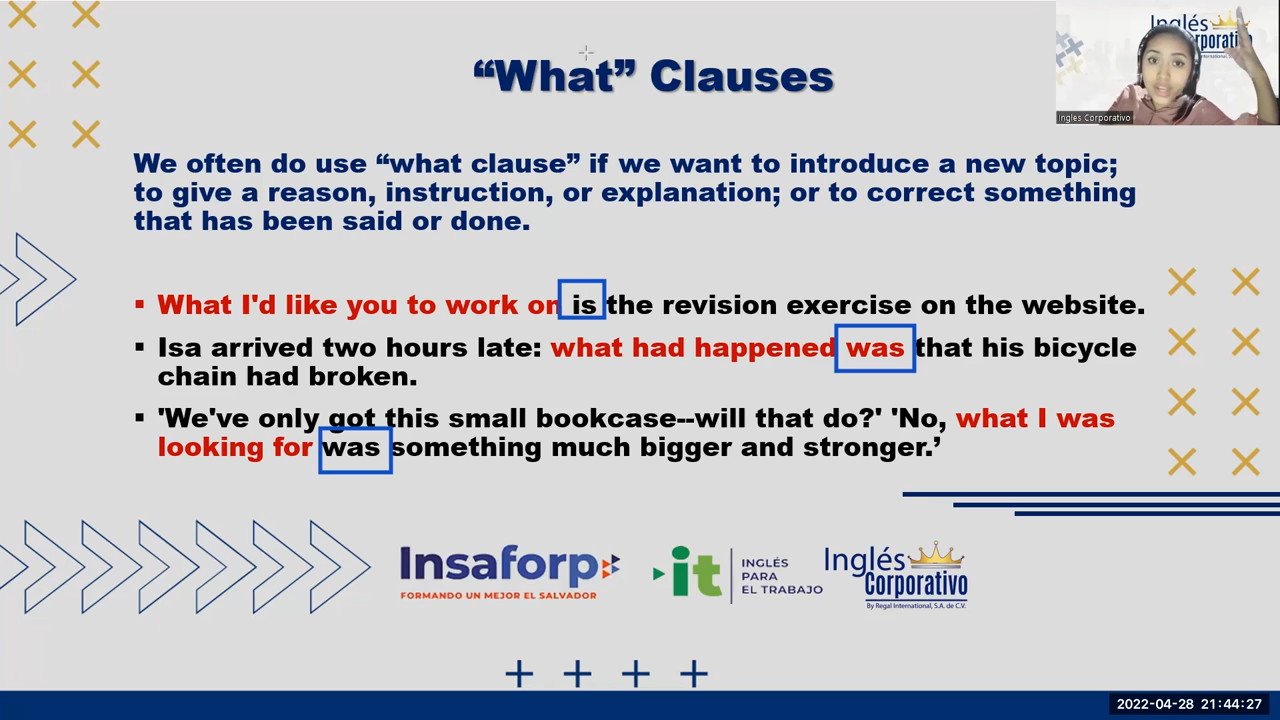 “What” Clauses
Inglés
Corporativo
Ingles Corporativo
We often do use “what clause” if we want to introduce a new topic;
to give a reason, instruction, or explanation; or to correct something
that has been said or done.
▪ What I'd like you to work on is the revision exercise on the website.
▪ Isa arrived two hours late: what had happened was that his bicycle
chain had broken.
▪ 'We've only got this small bookcase--will that do?' 'No, what I was
looking for was something much bigger and stronger.’
Insaforp
FORMANDO UN MEJOR EL SALVADOR
it
INGLÉS
PARA
EL TRABAJO
Inglés
Corporativo
By Regal International, S.A. de C.V.
2022-04-28 21:44:27